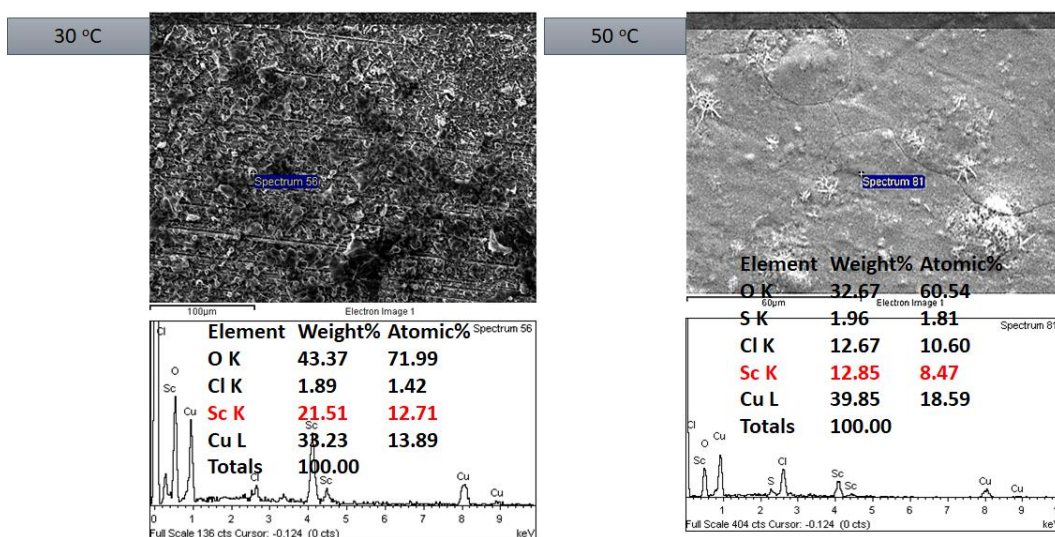 30 °C
Spectrum 56
100µm Electron Image 1
Spectrum 56
Element Weight% Atomic%
O K 43.37 71.99
Cl K 1.89 1.42
Sc K 21.51 12.71
Cu L 33.23 13.89
Totals 100.00
Cl
O
Sc
Cu
Cl
Sc
Sc
Cu
Cu
0 1 2 3 4 5 6 7 8 9
Full Scale 136 cts Cursor: -0.124 (0 cts) keV
50 °C
Spectrum 81
Element Weight% Atomic%
O K 32.67 60.54
60µm Electron Image 1
S K 1.96 1.81
Cl K 12.67 10.60
Sc K 12.85 8.47
Cu L 39.85 18.59
Totals 100.00
Spectrum 81
Cl
O
Cu
Sc
S
Cl
Sc
Sc
Cu
Cu
1 2 3 4 5 6 7 8 9
Full Scale 404 cts Cursor: -0.124 (0 cts) keV